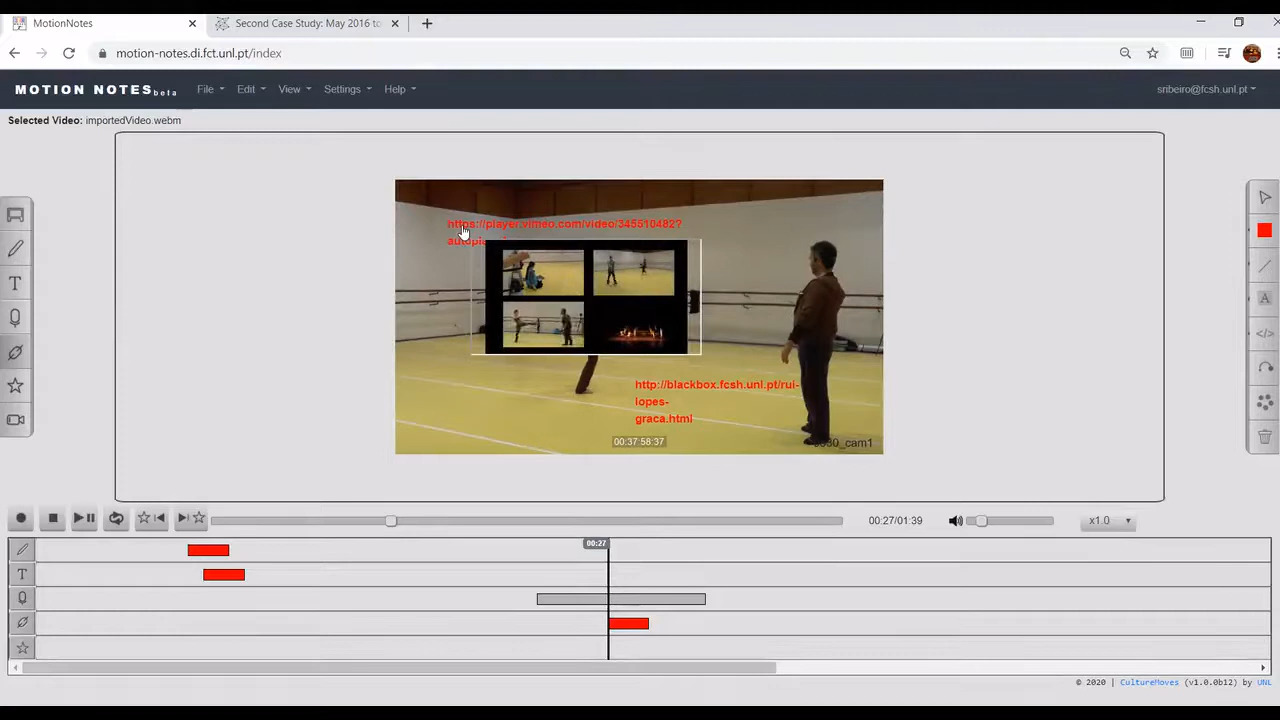 MotionNotes
Second Case Study: May 2016 to
motion-notes.di.fct.unl.pt/index
MOTION NOTES beta
File
Edit
View
Settings
Help
sribeiro@fcsh.unl.pt
Selected Video: importedVideo.webm
https://player.vimeo.com/video/345510482?
http://blackbox.fcsh.unl.pt/rui-
lopes-
graca.html
00:37:58:37
cam1
T
A
</>
00:27/01:39
x1.0
00:27
T
© 2020 | CultureMoves (v1.0.0b12) by UNL